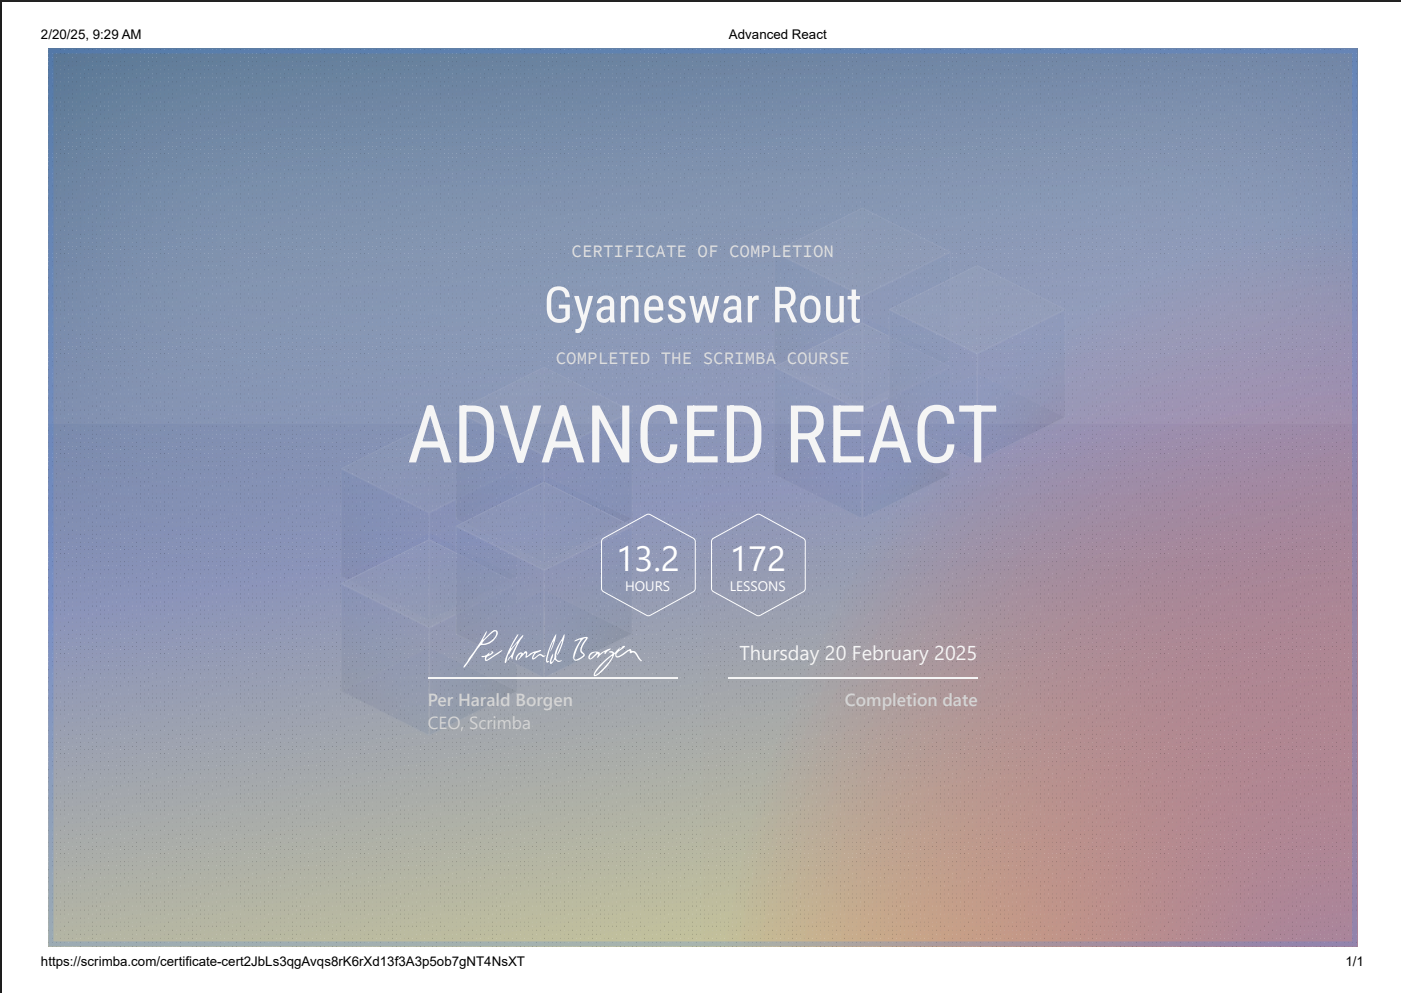 2/20/25, 9:29 AM
Advanced React
CERTIFICATE OF COMPLETION
Gyaneswar Rout
COMPLETED THE SCRIMBA COURSE
ADVANCED REACT
13.2
HOURS
172
LESSONS
Per Harald Borgen
Thursday 20 February 2025
Per Harald Borgen
CEO, Scrimba
Completion date
https://scrimba.com/certificate-cert2JbLs3qgAvqs8rK6rXd13f3A3p5ob7gNT4NsXT
1/1